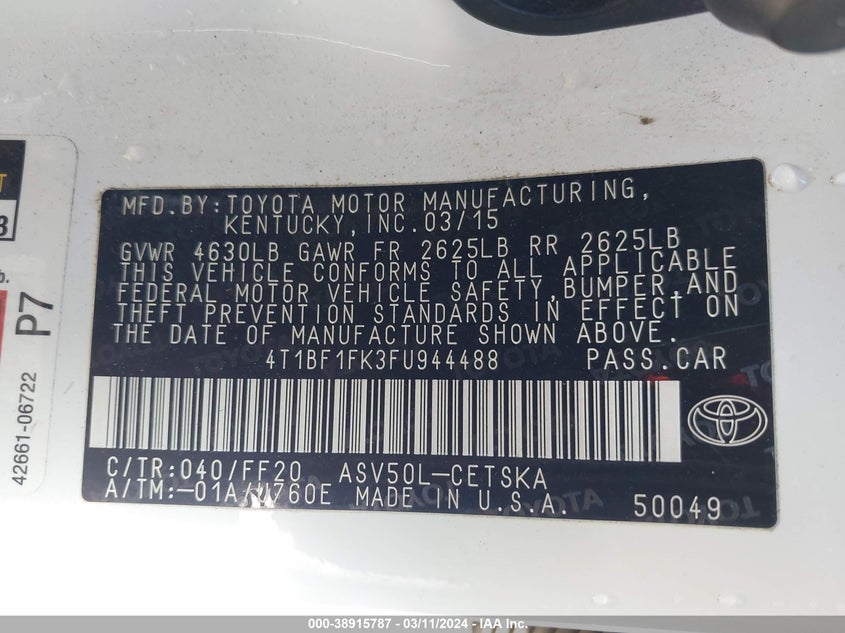 MFD.BY:TOYOTA MOTOR MANUFACTURING,
KENTUCKY,INC.03/15
GVWR 4630LB GAWR FR 2625LB RR 2625LB
THIS VEHICLE CONFORMS TO ALL APPLICABLE
FEDERAL MOTOR VEHICLE SAFETY,BUMPER,AND
THEFT PREVENTION STANDARDS IN EFFECT ON
THE DATE OF MANUFACTURE SHOWN ABOVE.
4T1BF1FK3FU944488 PASS.CAR
C/TR:040/FF20 ASV50L-CETSKA
A/TM:-01A/U760E MADE IN U.S.A. 50049
P7
42661-06722
000-38915787 - 03/11/2024 - IAA Inc.